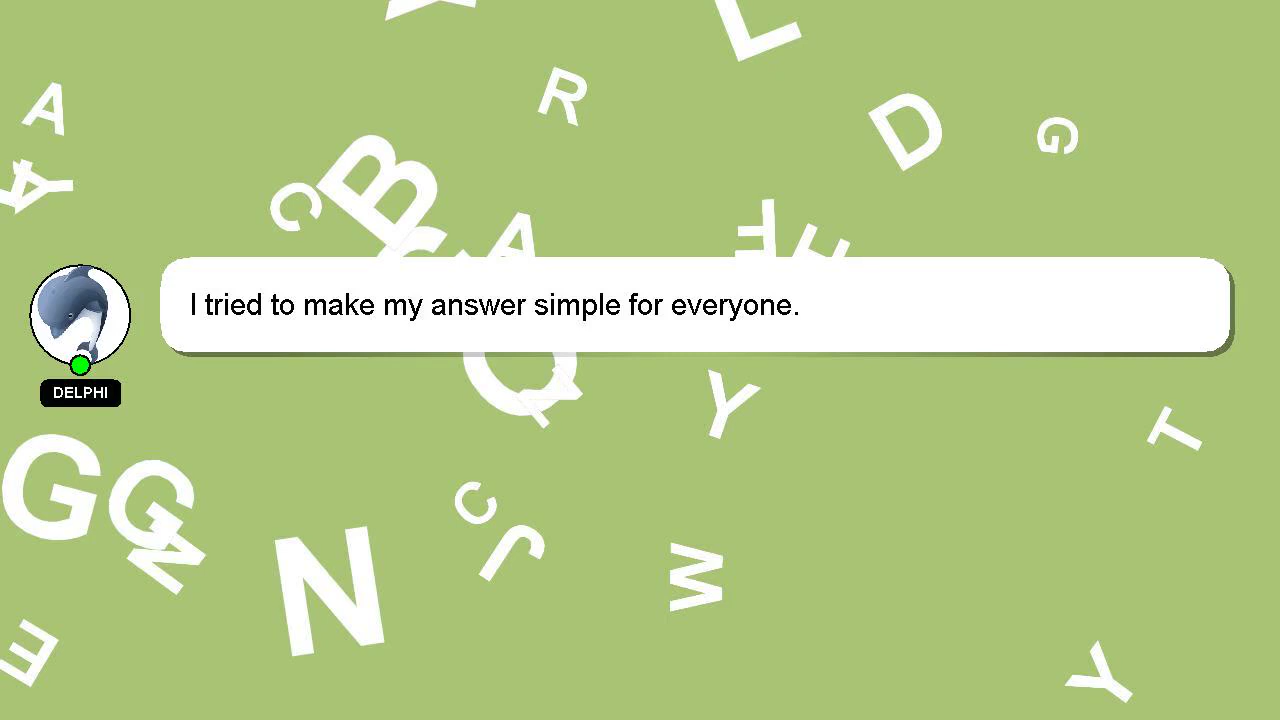 I tried to make my answer simple for everyone.
DELPHI
A
R
L
D
G
A
Y
C
B
A
F
F
Q
Y
T
G
G
N
N
C
J
W
E
Y